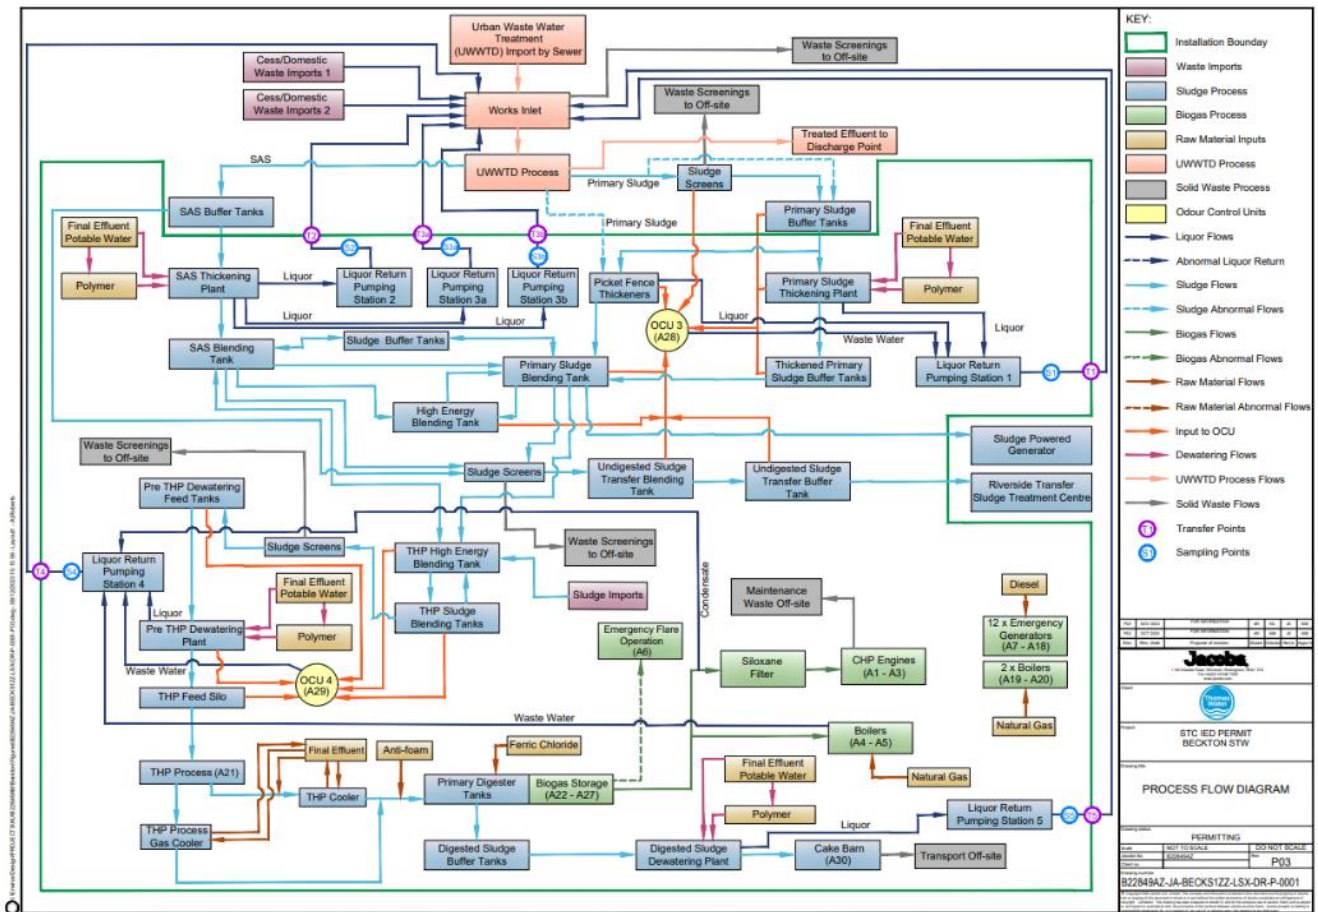 Urban Waste Water
Treatment
(UWWTD) Import by Sewer
Waste Screenings
to Off-site
Cess/Domestic
Waste Imports 1
Cess/Domestic
Waste Imports 2
Works Inlet
Waste Screenings
to Off-site
Treated Effluent to
Discharge Point
SAS
UWWTD Process
Primary Sludge
Sludge
Screens
SAS Buffer Tanks
Primary Sludge
Primary Sludge
Buffer Tanks
Final Effluent
Potable Water
Polymer
SAS Thickening
Plant
T2
S2
T3a
S3a
T3b
S3b
Liquor
Liquor Return
Pumping
Station 2
Liquor Return
Pumping
Station 3a
Liquor Return
Pumping
Station 3b
Liquor
Liquor
Picket Fence
Thickeners
Primary Sludge
Thickening Plant
Final Effluent
Potable Water
Polymer
OCU 3
(A28)
Liquor
Waste Water
Liquor
SAS Blending
Tank
Sludge Buffer Tanks
Primary Sludge
Blending Tank
Thickened Primary
Sludge Buffer Tanks
Liquor Return
Pumping Station 1
S1
T1
High Energy
Blending Tank
Sludge Powered
Generator
Waste Screenings
to Off-site
Sludge Screens
Undigested Sludge
Transfer Blending
Tank
Undigested Sludge
Transfer Buffer
Tank
Riverside Transfer
Sludge Treatment Centre
Pre THP Dewatering
Feed Tanks
Sludge Screens
THP High Energy
Blending Tank
Waste Screenings
to Off-site
T4
S4
Liquor Return
Pumping
Station 4
Final Effluent
Potable Water
Sludge Imports
Condensate
Maintenance
Waste Off-site
Diesel
Liquor
Pre THP Dewatering
Plant
Polymer
THP Sludge
Blending Tanks
Emergency Flare
Operation
(A6)
12 x Emergency
Generators
(A7 - A18)
Waste Water
OCU 4
(A29)
Siloxane
Filter
CHP Engines
(A1 - A3)
2 x Boilers
(A19 - A20)
THP Feed Silo
Waste Water
Natural Gas
Boilers
(A4 - A5)
Final Effluent
Anti-foam
Ferric Chloride
THP Process (A21)
THP Cooler
Primary Digester
Tanks
Biogas Storage
(A22 - A27)
Final Effluent
Potable Water
Natural Gas
Polymer
THP Process
Gas Cooler
Liquor
Liquor Return
Pumping Station 5
S5
T5
Digested Sludge
Buffer Tanks
Digested Sludge
Dewatering Plant
Cake Barn
(A30)
Transport Off-site
KEY:
Installation Boundary
Waste Imports
Sludge Process
Biogas Process
Raw Material Inputs
UWWTD Process
Solid Waste Process
Odour Control Units
Liquor Flows
Abnormal Liquor Return
Sludge Flows
Sludge Abnormal Flows
Biogas Flows
Biogas Abnormal Flows
Raw Material Flows
Raw Material Abnormal Flows
Input to OCU
Dewatering Flows
UWWTD Process Flows
Solid Waste Flows
T1
Transfer Points
S1
Sampling Points
Jacobs
Thames
Water
STC IED PERMIT
BECKTON STW
PROCESS FLOW DIAGRAM
PERMITTING
NOT TO SCALE
DO NOT SCALE
P03
B22849AZ-JA-BECKS1ZZ-LSX-DR-P-0001